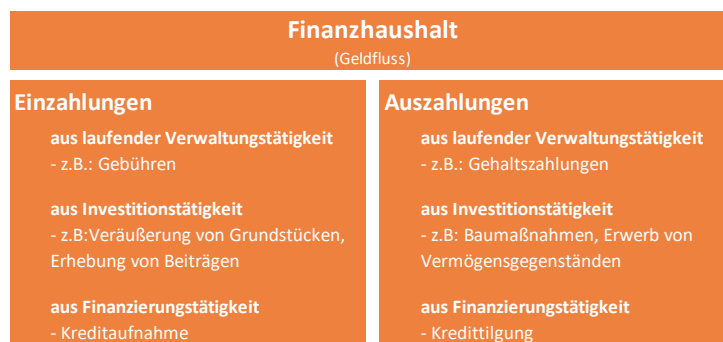 Finanzhaushalt
(Geldfluss)
Einzahlungen
aus laufender Verwaltungstätigkeit
- z.B.: Gebühren
aus Investitionstätigkeit
- z.B:Veräußerung von Grundstücken,
Erhebung von Beiträgen
aus Finanzierungstätigkeit
- Kreditaufnahme
Auszahlungen
aus laufender Verwaltungstätigkeit
- z.B.: Gehaltszahlungen
aus Investitionstätigkeit
- z.B: Baumaßnahmen, Erwerb von
Vermögensgegenständen
aus Finanzierungstätigkeit
- Kredittilgung